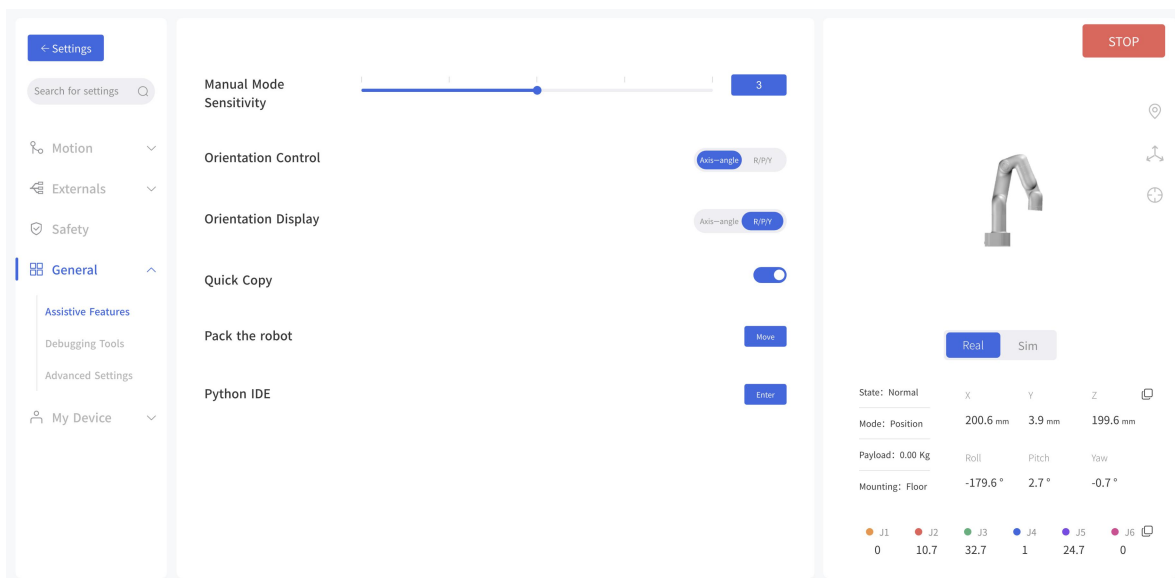 ← Settings
Search for settings
Motion
Externals
Safety
General
Assistive Features
Debugging Tools
Advanced Settings
My Device
Manual Mode
Sensitivity
3
Orientation Control
Axis-angle R/P/Y
Orientation Display
Axis-angle R/P/Y
Quick Copy
Pack the robot
Move
Python IDE
Enter
STOP
Real Sim
State: Normal
Mode: Position
Payload: 0.00 Kg
Mounting: Floor
X Y Z
200.6 mm 3.9 mm 199.6 mm
Roll Pitch Yaw
-179.6 ° 2.7 ° -0.7 °
J1 J2 J3 J4 J5 J6
0 10.7 32.7 1 24.7 0